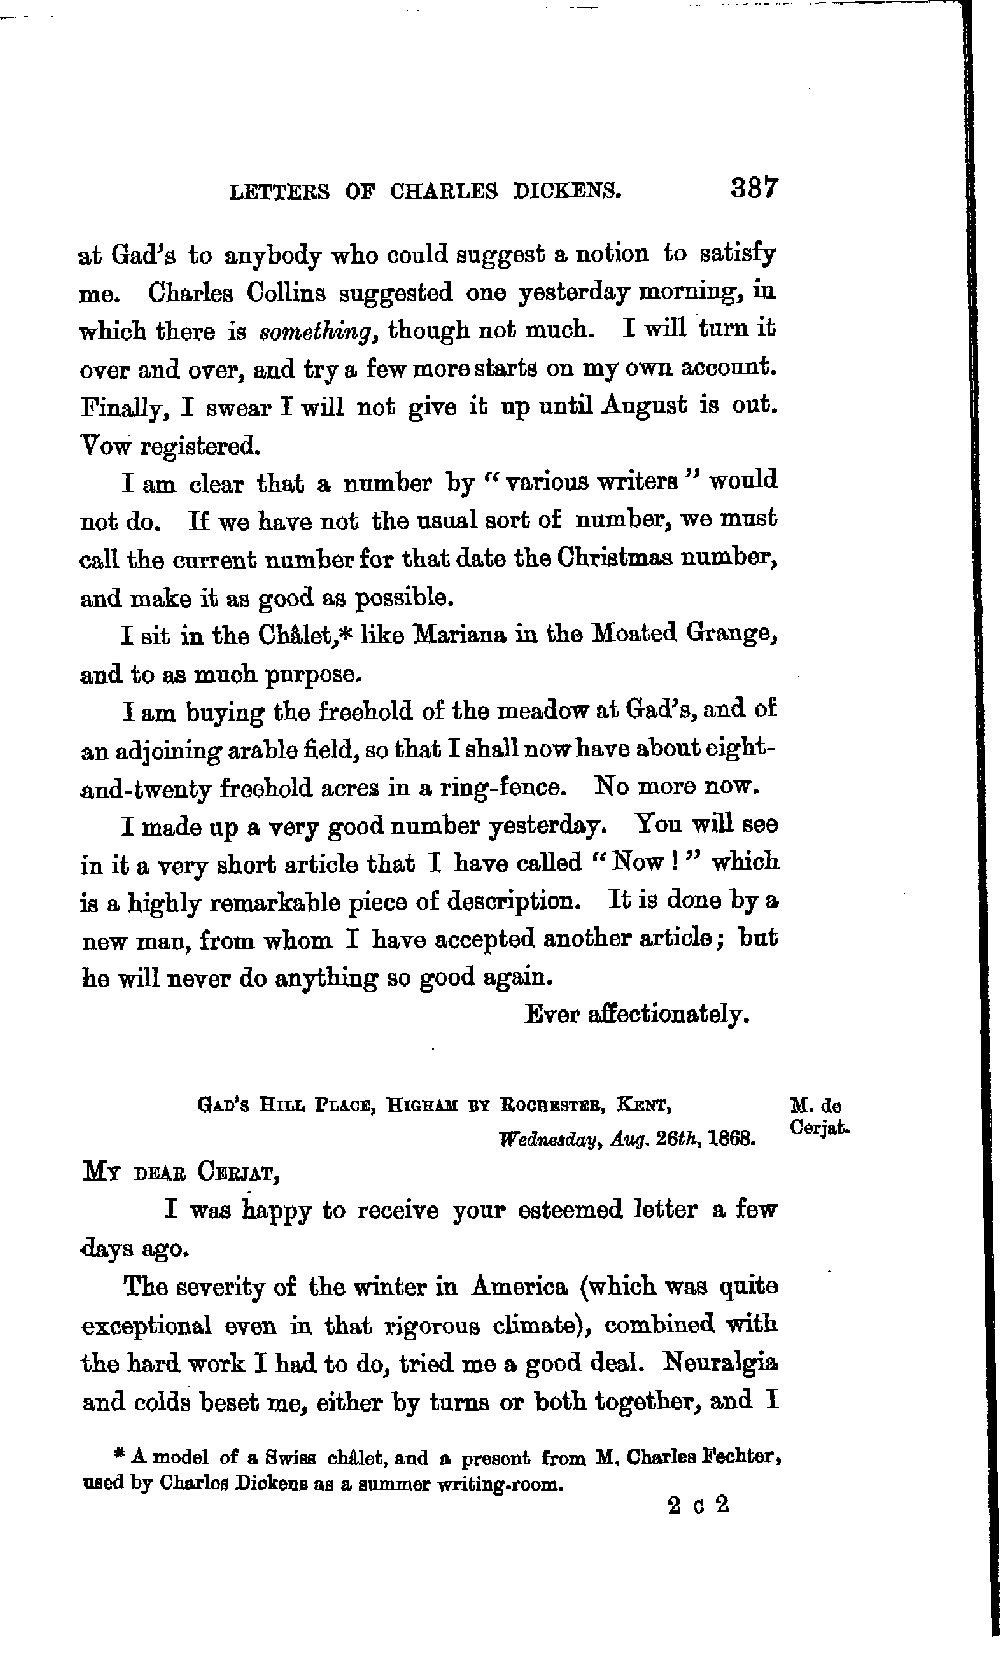 LETTERS OF CHARLES DICKENS. 387
at Gad's to anybody who could suggest a notion to satisfy
me. Charles Collins suggested one yesterday morning, in
which there is something, though not much. I will turn it
over and over, and try a few more starts on my own account.
Finally, I swear I will not give it up until August is out.
Vow registered.
I am clear that a number by "various writers" would
not do. If we have not the usual sort of number, we must
call the current number for that date the Christmas number,
and make it as good as possible.
I sit in the Châlet,* like Mariana in the Moated Grange,
and to as much purpose.
I am buying the freehold of the meadow at Gad's, and of
an adjoining arable field, so that I shall now have about eight-
and-twenty freehold acres in a ring-fence. No more now.
I made up a very good number yesterday. You will see
in it a very short article that I have called "Now!" which
is a highly remarkable piece of description. It is done by a
new man, from whom I have accepted another article; but
he will never do anything so good again.
Ever affectionately.
GAD'S HILL PLACE, HIGHAM BY ROCHESTER, KENT,
Wednesday, Aug. 26th, 1868.
M. de
Cerjat.
MY DEAR CERJAT,
I was happy to receive your esteemed letter a few
days ago.
The severity of the winter in America (which was quite
exceptional even in that rigorous climate), combined with
the hard work I had to do, tried me a good deal. Neuralgia
and colds beset me, either by turns or both together, and I
* A model of a Swiss châlet, and a present from M. Charles Fechter,
used by Charles Dickens as a summer writing-room.
2 C 2